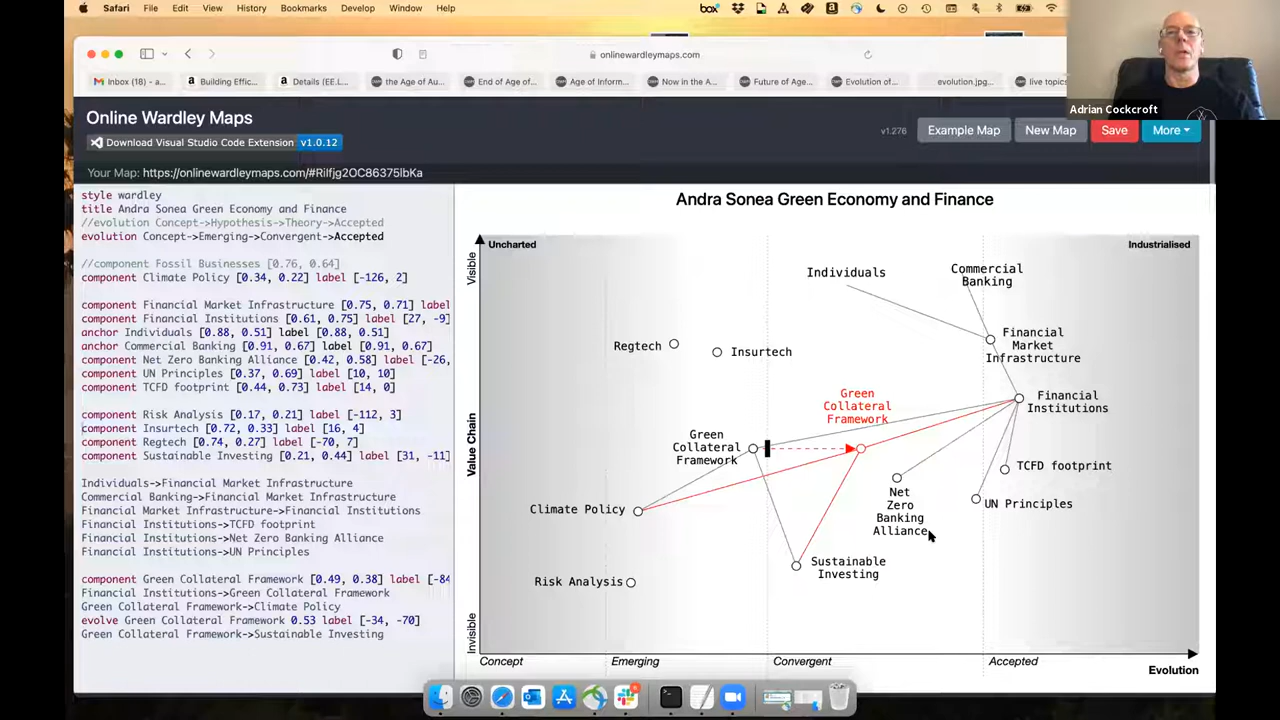 Safari File Edit View History Bookmarks Develop Window Help
box
onlinewardleymaps.com
Inbox (18) - a...
Building Effic...
Details (EE.L...
the Age of Au...
End of Age of...
Age of Inform...
Now in the A...
Future of Age...
Evolution of ...
evolution.jpg...
live topics
Adrian Cockcroft
Online Wardley Maps
Download Visual Studio Code Extension v1.0.12
v1.276
Example Map
New Map
Save
More
Your Map: https://onlinewardleymaps.com/#Rilfjg2OC86375lbKa
style wardley
title Andra Sonea Green Economy and Finance
//evolution Concept->Hypothesis->Theory->Accepted
evolution Concept->Emerging->Convergent->Accepted
//component Fossil Businesses [0.76, 0.64]
component Climate Policy [0.34, 0.22] label [-126, 2]
component Financial Market Infrastructure [0.75, 0.71] label
component Financial Institutions [0.61, 0.75] label [27, -9]
anchor Individuals [0.88, 0.51] label [0.88, 0.51]
anchor Commercial Banking [0.91, 0.67] label [0.91, 0.67]
component Net Zero Banking Alliance [0.42, 0.58] label [-26,
component UN Principles [0.37, 0.69] label [10, 10]
component TCFD footprint [0.44, 0.73] label [14, 0]
component Risk Analysis [0.17, 0.21] label [-112, 3]
component Insurtech [0.72, 0.33] label [16, 4]
component Regtech [0.74, 0.27] label [-70, 7]
component Sustainable Investing [0.21, 0.44] label [31, -11]
Individuals->Financial Market Infrastructure
Commercial Banking->Financial Market Infrastructure
Financial Market Infrastructure->Financial Institutions
Financial Institutions->TCFD footprint
Financial Institutions->Net Zero Banking Alliance
Financial Institutions->UN Principles
component Green Collateral Framework [0.49, 0.38] label [-84
Financial Institutions->Green Collateral Framework
Green Collateral Framework->Climate Policy
evolve Green Collateral Framework 0.53 label [-34, -70]
Green Collateral Framework->Sustainable Investing
Andra Sonea Green Economy and Finance
Uncharted
Industrialised
Visible
Value Chain
Invisible
Individuals
Commercial
Banking
Regtech
Insurtech
Financial
Market
Infrastructure
Green
Collateral
Framework
Financial
Institutions
Green
Collateral
Framework
TCFD footprint
Net
Zero
Banking
Alliance
UN Principles
Climate Policy
Sustainable
Investing
Risk Analysis
Concept
Emerging
Convergent
Accepted
Evolution